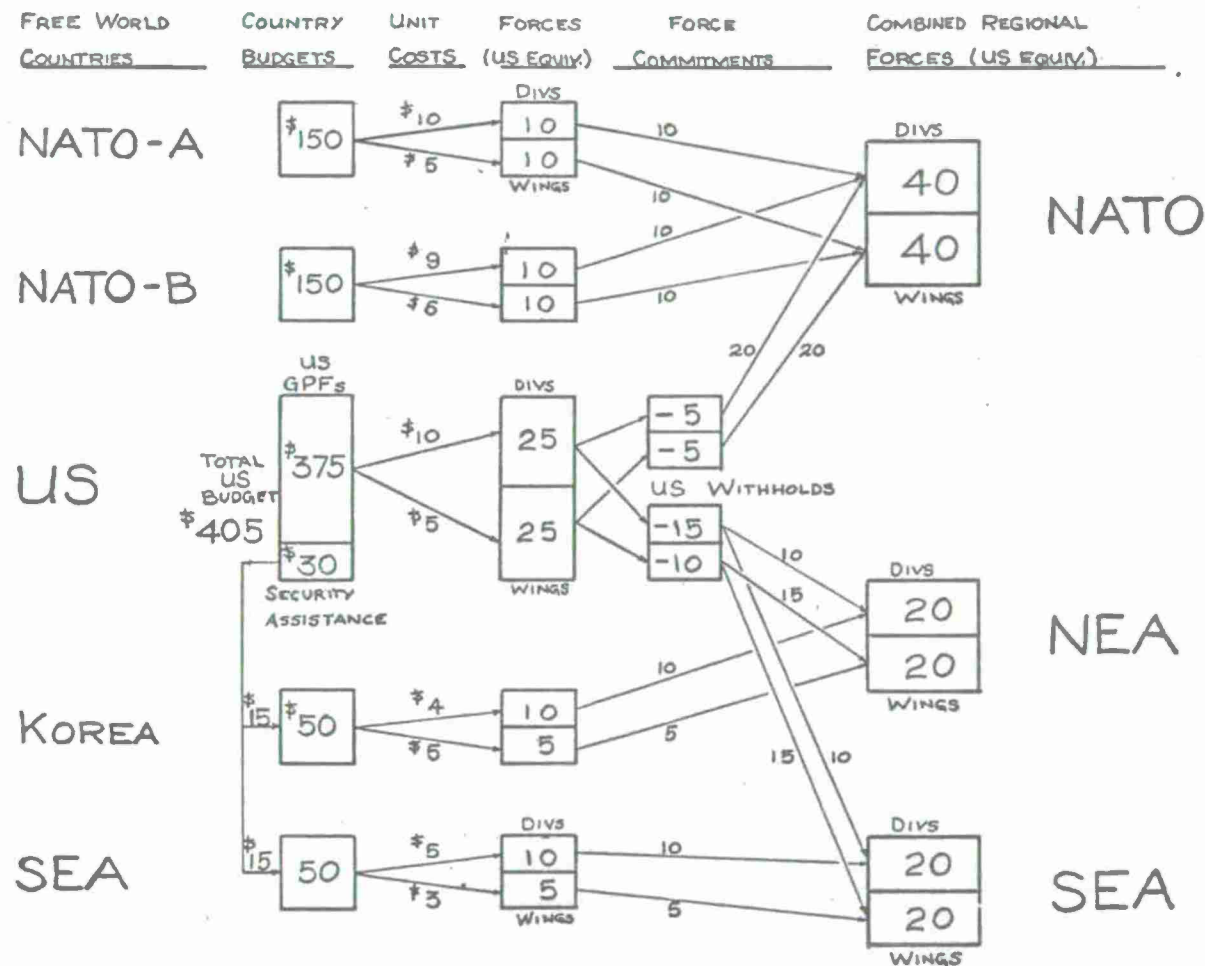 FREE WORLD COUNTRIES
COUNTRY BUDGETS
UNIT COSTS
FORCES (US EQUIV.)
FORCE COMMITMENTS
COMBINED REGIONAL FORCES (US EQUIV.)
NATO-A
$150
$10
$5
DIVS
10
10
WINGS
10
10
DIVS
40
40
WINGS
NATO
NATO-B
$150
$9
$6
10
10
10
10
20
20
US
TOTAL US BUDGET
$405
US GPFs
$375
$30
SECURITY ASSISTANCE
$10
$5
DIVS
25
25
WINGS
-5
-5
US WITHHOLDS
-15
-10
10
15
DIVS
20
20
WINGS
NEA
KOREA
$15
$50
$4
$5
10
5
10
5
15
10
SEA
$15
50
$5
$3
DIVS
10
5
WINGS
10
5
DIVS
20
20
WINGS
SEA